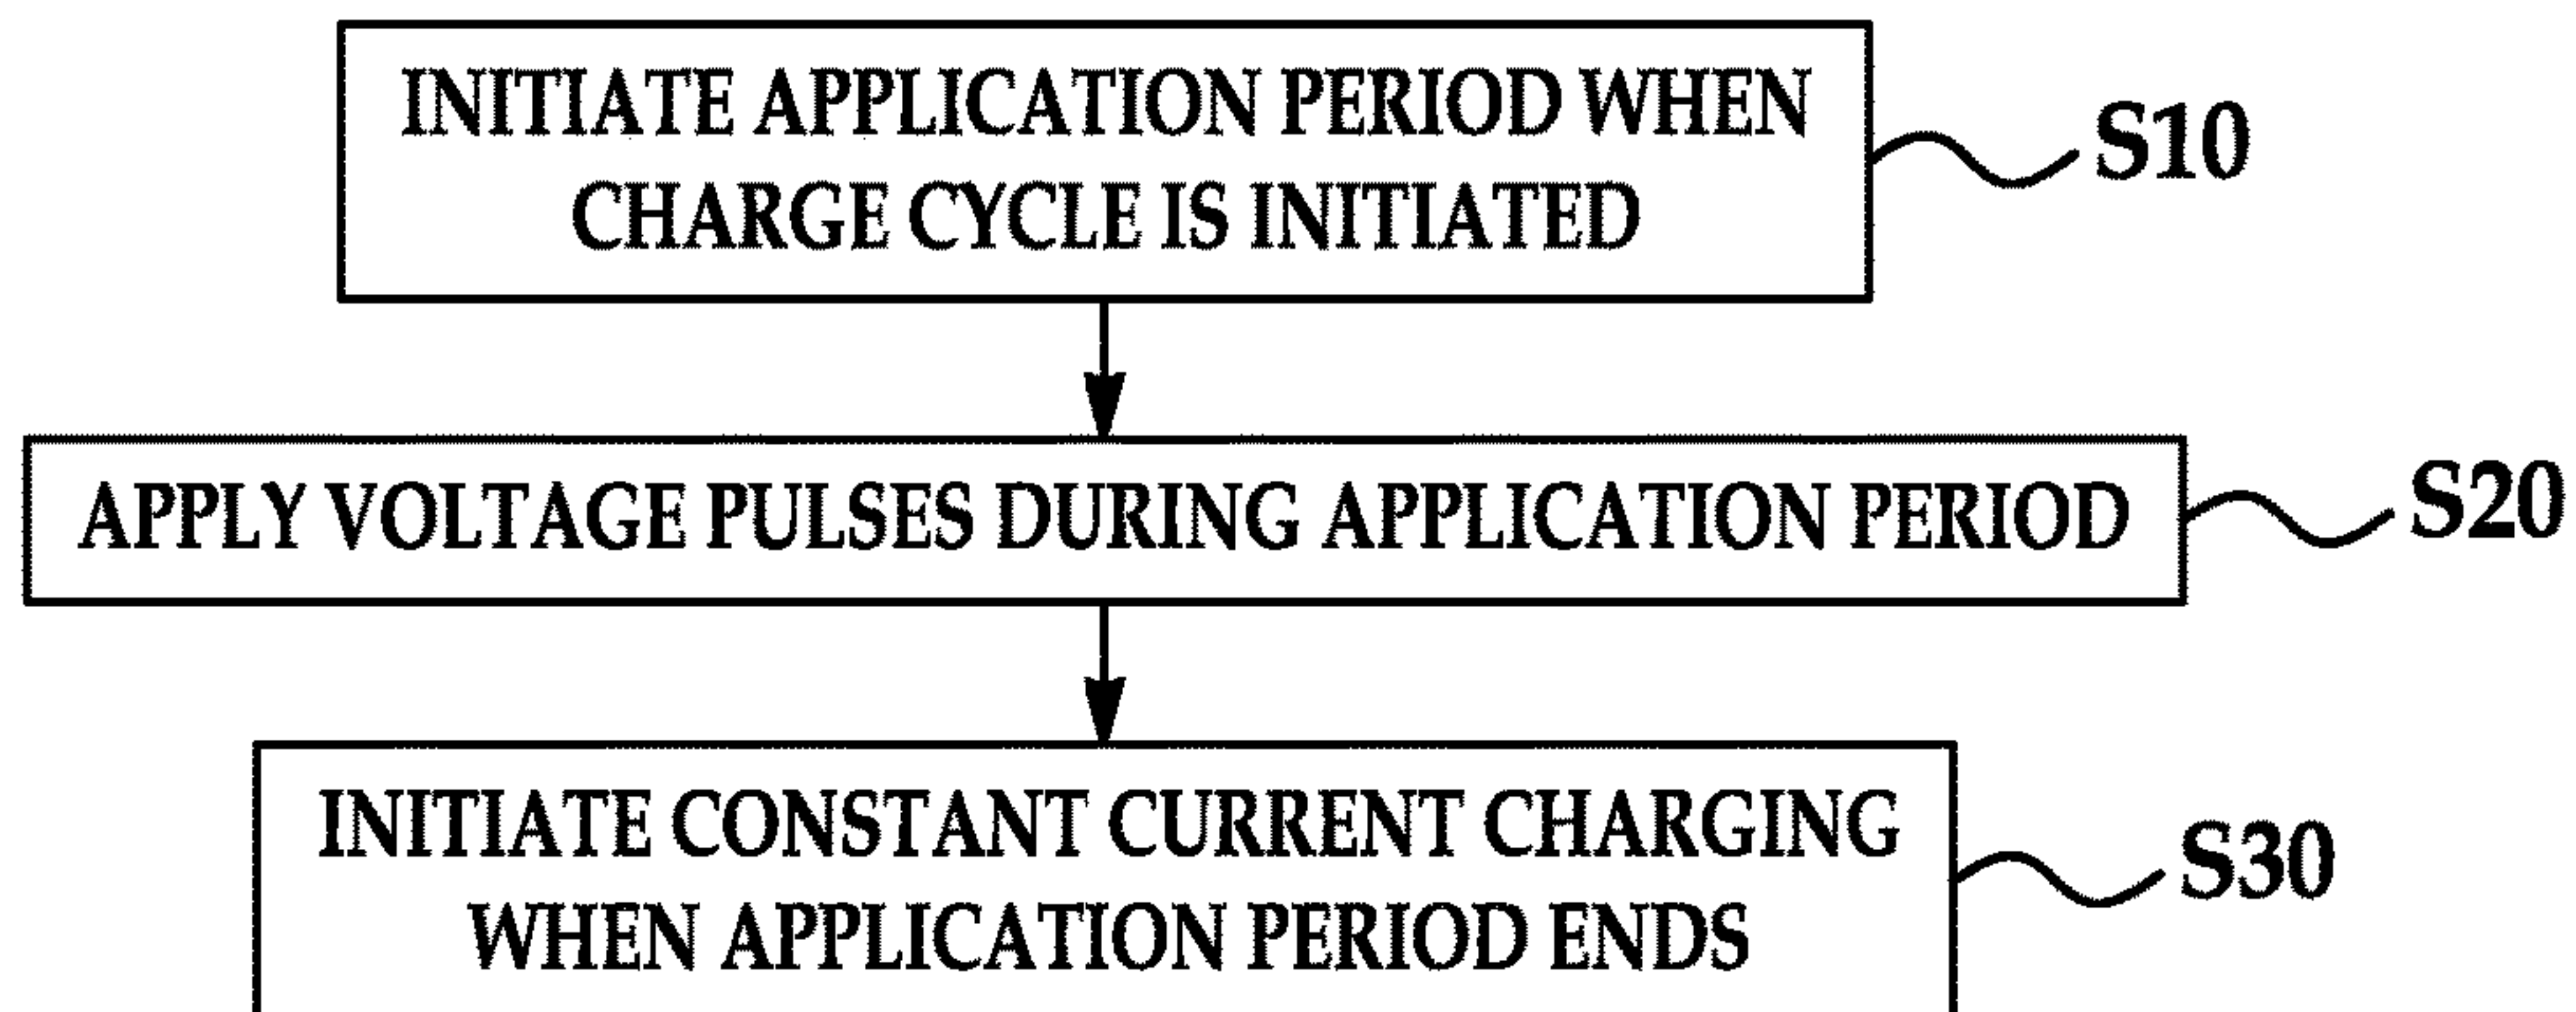 INITIATE APPLICATION PERIOD WHEN
CHARGE CYCLE IS INITIATED
S10
APPLY VOLTAGE PULSES DURING APPLICATION PERIOD
S20
INITIATE CONSTANT CURRENT CHARGING
WHEN APPLICATION PERIOD ENDS
S30